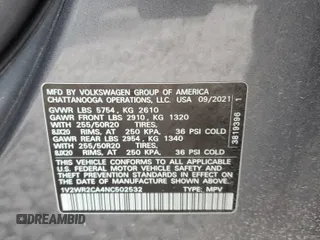 MFD BY VOLKSWAGEN GROUP OF AMERICA
CHATTANOOGA OPERATIONS, LLC. USA 09/2021
GVWR LBS 5754 , KG 2610
GAWR FRONT LBS 2910 , KG 1320
WITH 255/50R20 TIRES,
8JX20 RIMS, AT 250 KPA, 36 PSI COLD
GAWR REAR LBS 2954 , KG 1340
WITH 255/50R20 TIRES,
8JX20 RIMS, AT 250 KPA, 36 PSI COLD
THIS VEHICLE CONFORMS TO ALL APPLICABLE
U.S. FEDERAL MOTOR VEHICLE SAFETY
STANDARDS IN EFFECT ON THE DATE OF
MANUFACTURE SHOWN ABOVE.
1V2WR2CA4NC502532 TYPE: MPV
3819396 1
DREAMBID